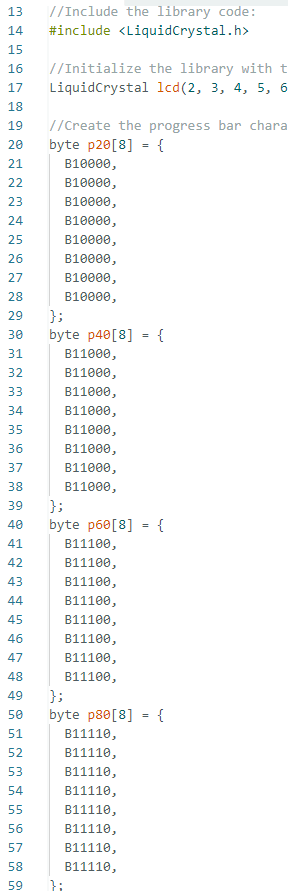 13 //Include the library code:
14 #include <LiquidCrystal.h>
15
16 //Initialize the library with t
17 LiquidCrystal lcd(2, 3, 4, 5, 6
18
19 //Create the progress bar chara
20 byte p20[8] = {
21 B10000,
22 B10000,
23 B10000,
24 B10000,
25 B10000,
26 B10000,
27 B10000,
28 B10000,
29 };
30 byte p40[8] = {
31 B11000,
32 B11000,
33 B11000,
34 B11000,
35 B11000,
36 B11000,
37 B11000,
38 B11000,
39 };
40 byte p60[8] = {
41 B11100,
42 B11100,
43 B11100,
44 B11100,
45 B11100,
46 B11100,
47 B11100,
48 B11100,
49 };
50 byte p80[8] = {
51 B11110,
52 B11110,
53 B11110,
54 B11110,
55 B11110,
56 B11110,
57 B11110,
58 B11110,
59 };